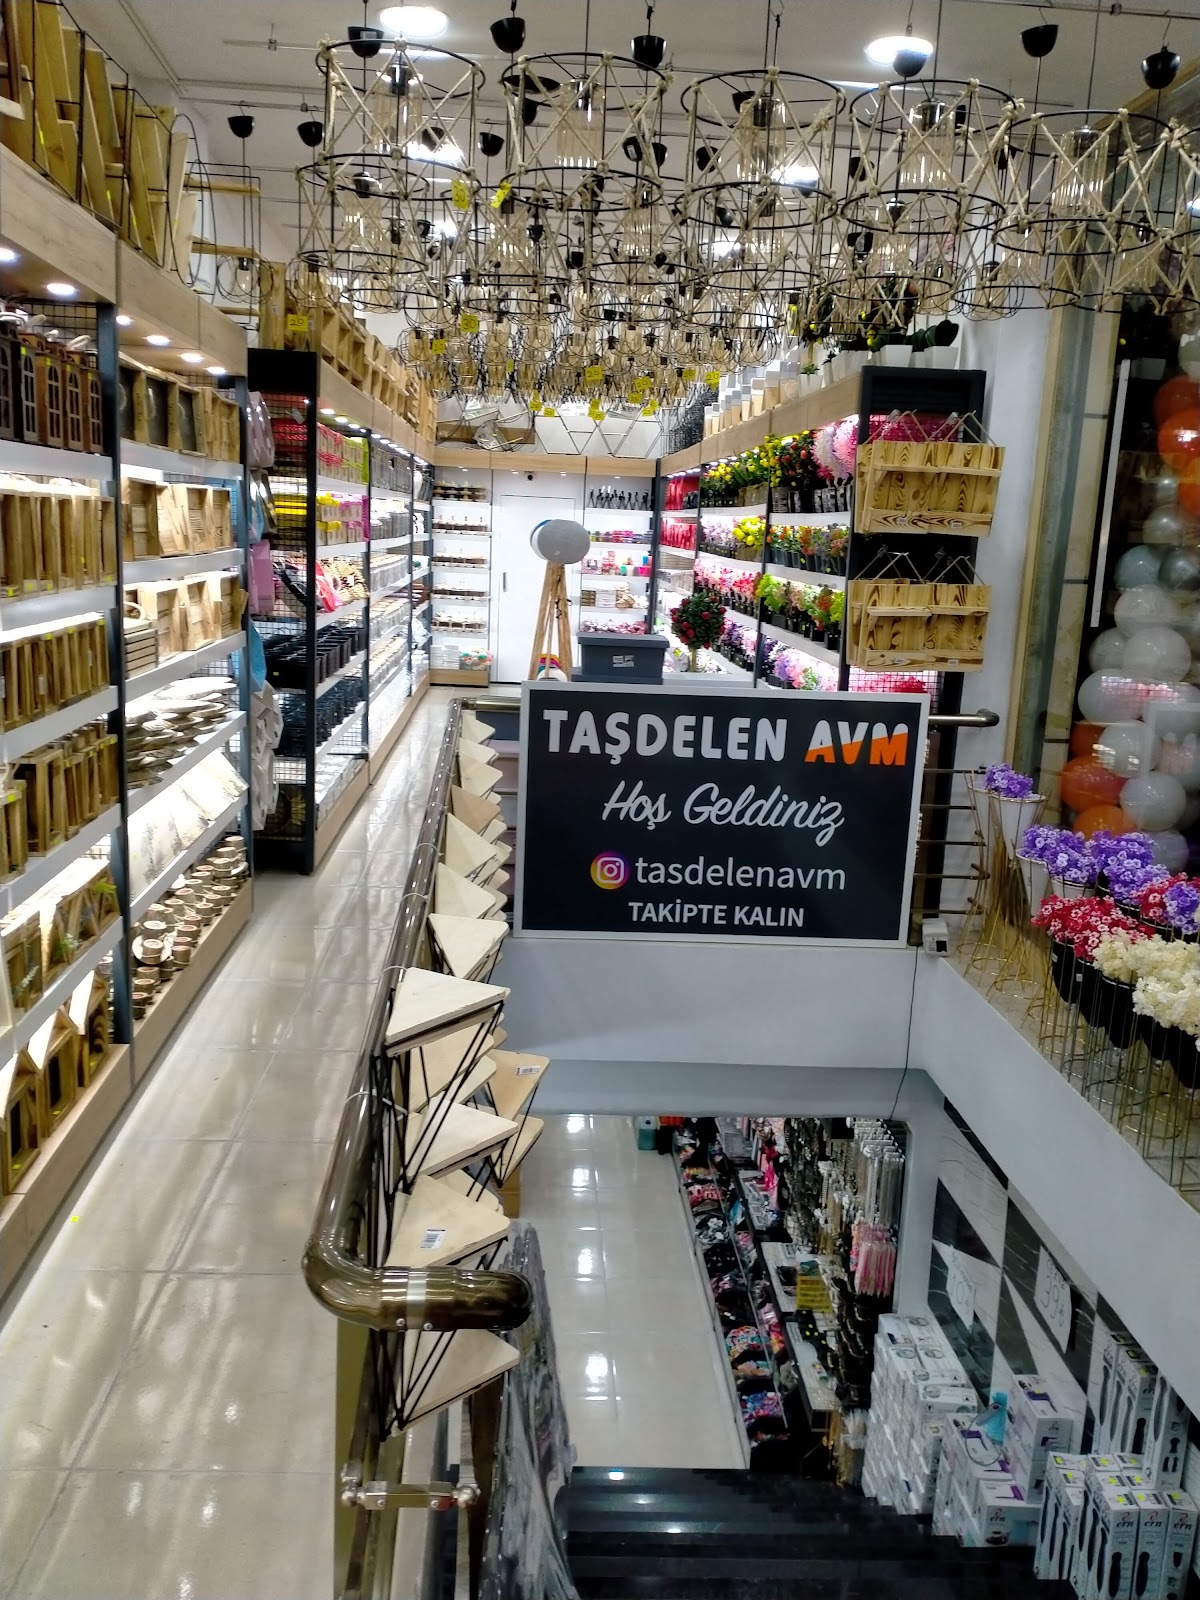 TAŞDELEN AVM
Hoş Geldiniz
tasdelenavm
TAKİPTE KALIN